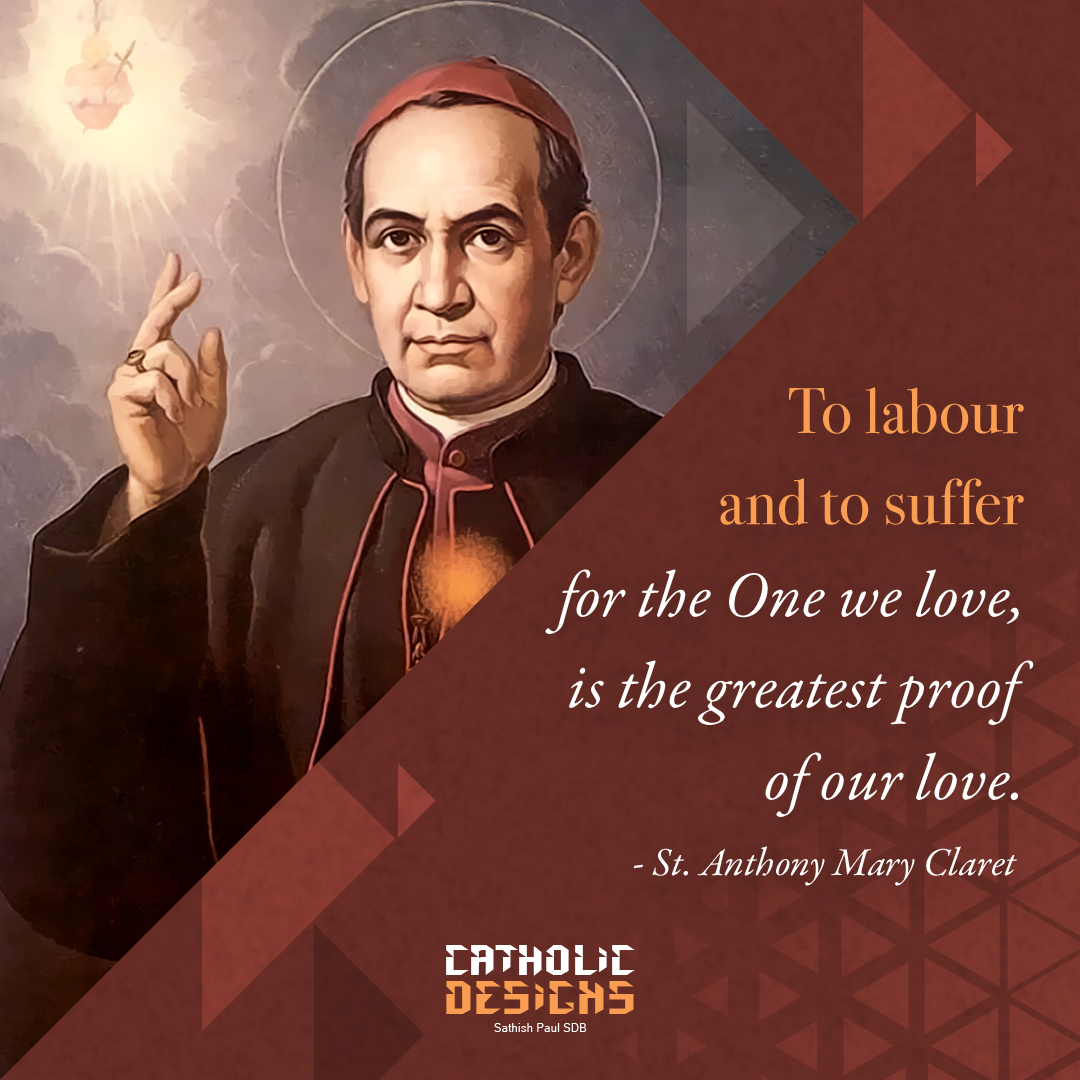 To labour
and to suffer
for the One we love,
is the greatest proof
of our love.
- St. Anthony Mary Claret
CATHOLIC
DESIGNS
Sathish Paul SDB